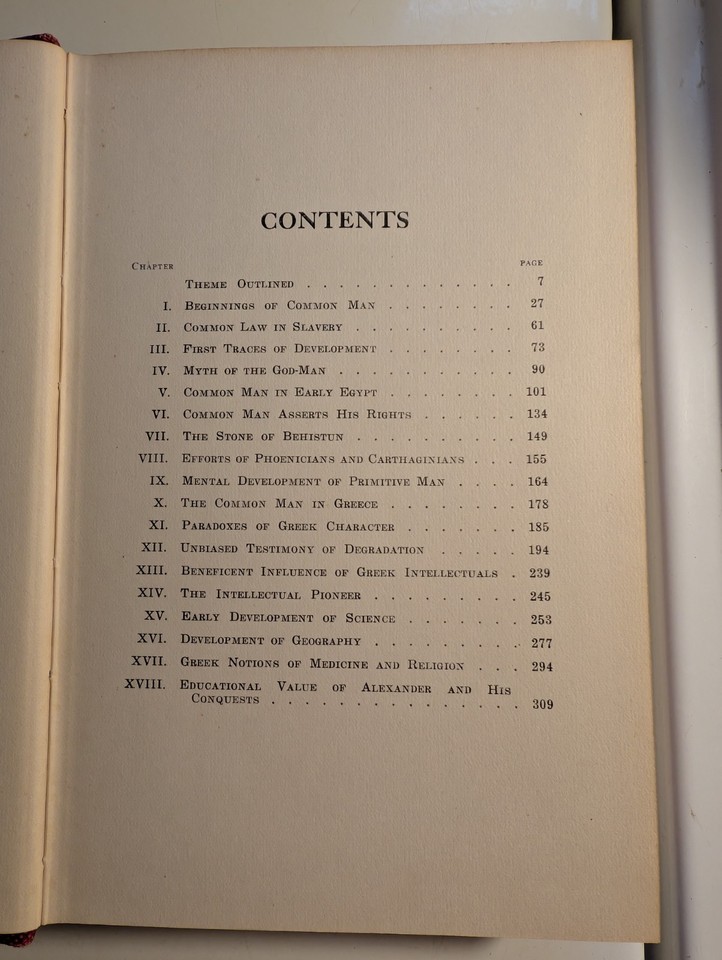 CONTENTS
CHAPTER PAGE
THEME OUTLINED . . . . . . . . . . . . . 7
I. BEGINNINGS OF COMMON MAN . . . . . . . . 27
II. COMMON LAW IN SLAVERY . . . . . . . . . . 61
III. FIRST TRACES OF DEVELOPMENT . . . . . . . . 73
IV. MYTH OF THE GOD-MAN . . . . . . . . . . . 90
V. COMMON MAN IN EARLY EGYPT . . . . . . . . 101
VI. COMMON MAN ASSERTS HIS RIGHTS . . . . . . 134
VII. THE STONE OF BEHISTUN . . . . . . . . . . 149
VIII. EFFORTS OF PHOENICIANS AND CARTHAGINIANS . . . 155
IX. MENTAL DEVELOPMENT OF PRIMITIVE MAN . . . . 164
X. THE COMMON MAN IN GREECE . . . . . . . . 178
XI. PARADOXES OF GREEK CHARACTER . . . . . . . 185
XII. UNBIASED TESTIMONY OF DEGRADATION . . . . . 194
XIII. BENEFICENT INFLUENCE OF GREEK INTELLECTUALS . 239
XIV. THE INTELLECTUAL PIONEER . . . . . . . . . 245
XV. EARLY DEVELOPMENT OF SCIENCE . . . . . . . 253
XVI. DEVELOPMENT OF GEOGRAPHY . . . . . . . . . 277
XVII. GREEK NOTIONS OF MEDICINE AND RELIGION . . . 294
XVIII. EDUCATIONAL VALUE OF ALEXANDER AND HIS
CONQUESTS . . . . . . . . . . . . . . . 309